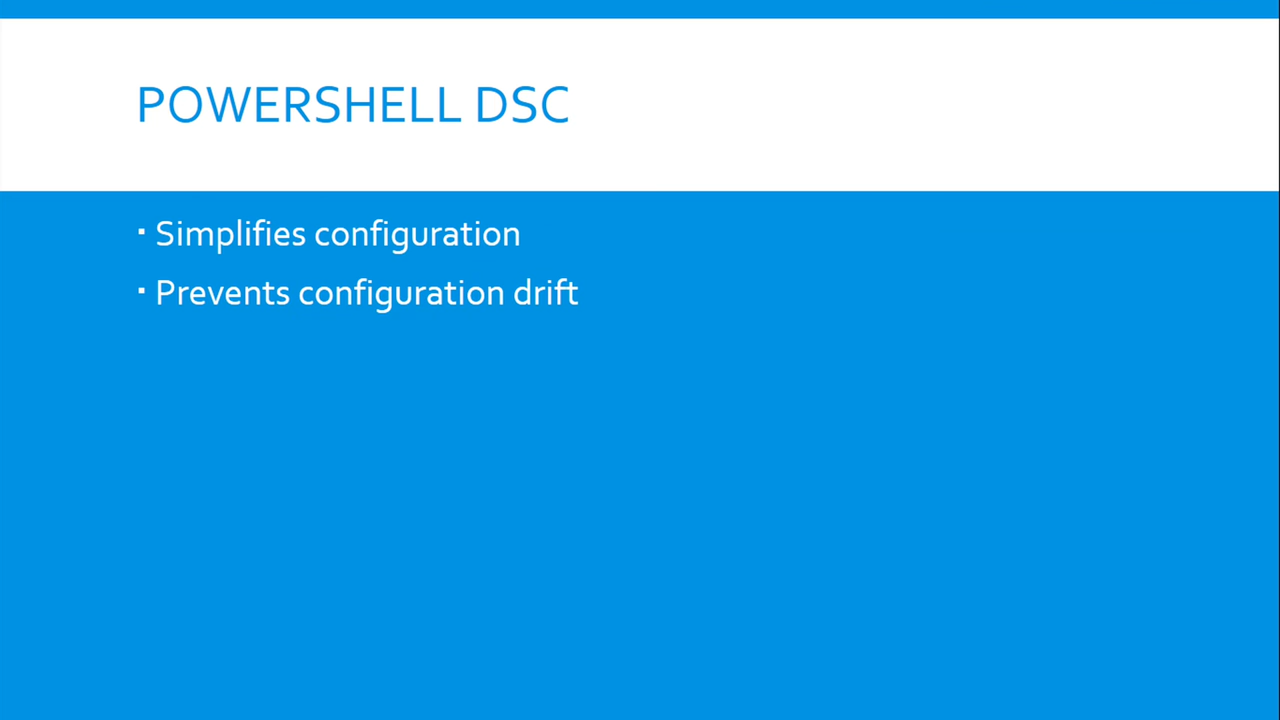 POWERSHELL DSC
▪ Simplifies configuration
▪ Prevents configuration drift